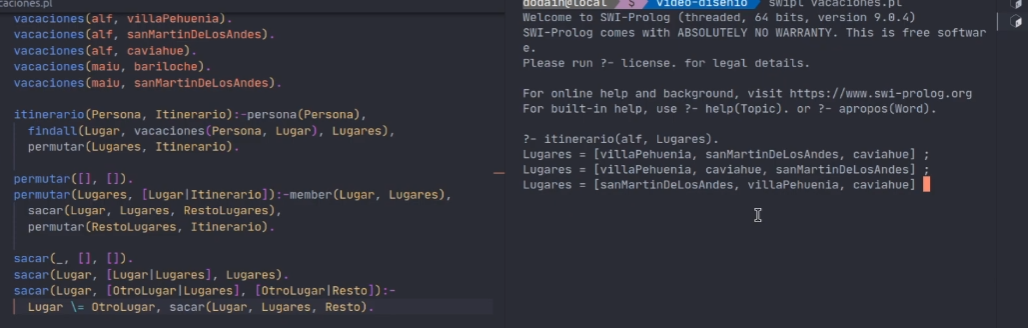 vacaciones.pl
vacaciones(alf, villaPehuenia).
vacaciones(alf, sanMartinDeLosAndes).
vacaciones(alf, caviahue).
vacaciones(maiu, bariloche).
vacaciones(maiu, sanMartinDeLosAndes).
itinerario(Persona, Itinerario):-persona(Persona),
findall(Lugar, vacaciones(Persona, Lugar), Lugares),
permutar(Lugares, Itinerario).
permutar([], []).
permutar(Lugares, [Lugar|Itinerario]):-member(Lugar, Lugares),
sacar(Lugar, Lugares, RestoLugares),
permutar(RestoLugares, Itinerario).
sacar(_, [], []).
sacar(Lugar, [Lugar|Lugares], Lugares).
sacar(Lugar, [OtroLugar|Lugares], [OtroLugar|Resto]):-
Lugar \= OtroLugar, sacar(Lugar, Lugares, Resto).
dodain@local $ video-disenio swipl vacaciones.pl
Welcome to SWI-Prolog (threaded, 64 bits, version 9.0.4)
SWI-Prolog comes with ABSOLUTELY NO WARRANTY. This is free softwar
e.
Please run ?- license. for legal details.
For online help and background, visit https://www.swi-prolog.org
For built-in help, use ?- help(Topic). or ?- apropos(Word).
?- itinerario(alf, Lugares).
Lugares = [villaPehuenia, sanMartinDeLosAndes, caviahue] ;
Lugares = [villaPehuenia, caviahue, sanMartinDeLosAndes] ;
Lugares = [sanMartinDeLosAndes, villaPehuenia, caviahue]